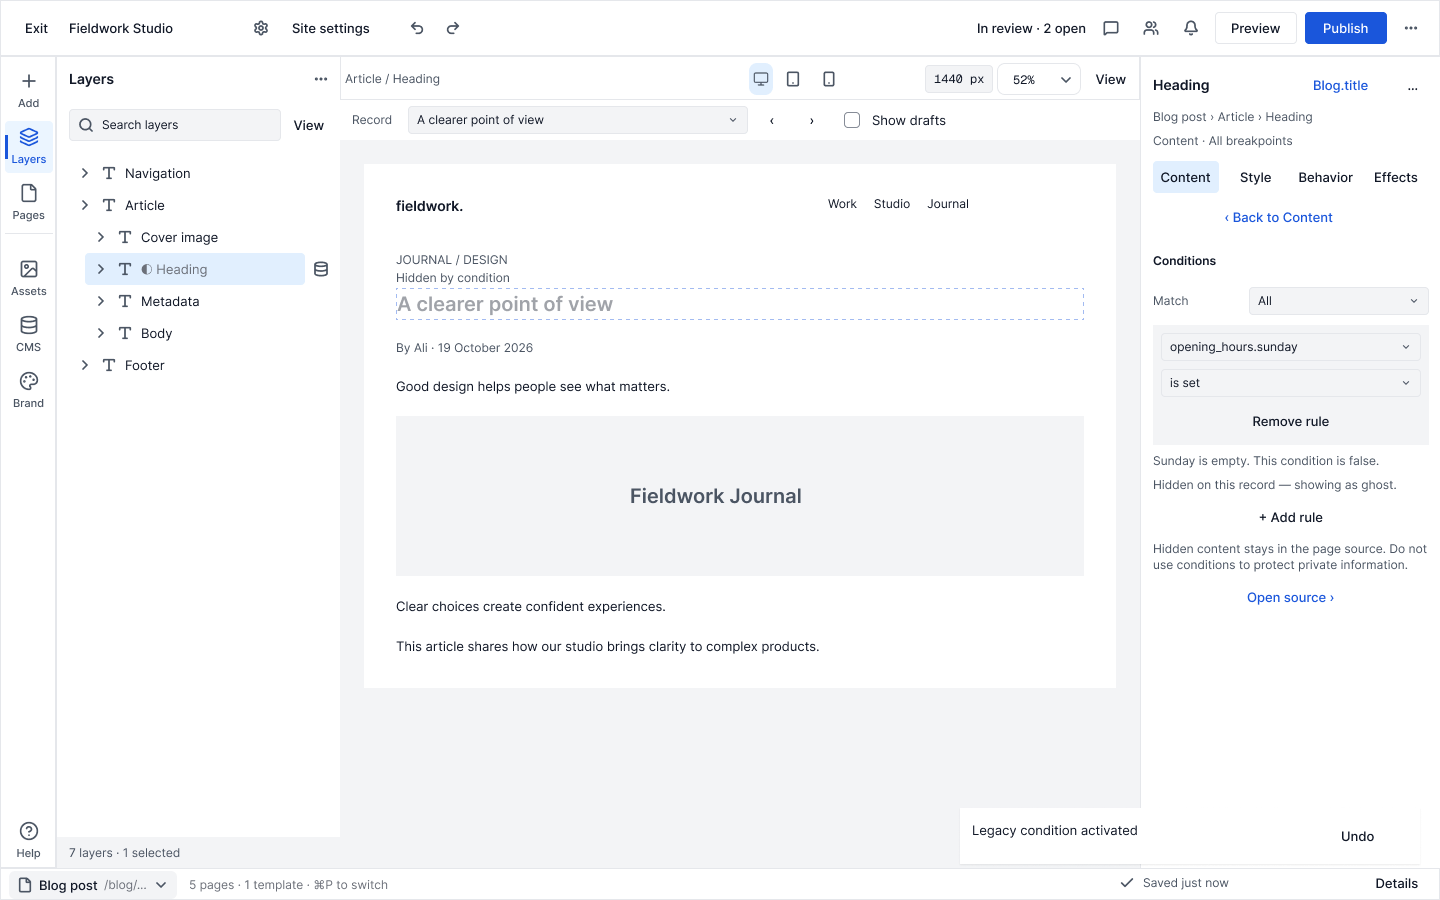 Exit
Fieldwork Studio
Site settings
In review · 2 open
Preview
Publish
Add
Layers
Pages
Assets
CMS
Brand
Help
Layers
Search layers
View
Navigation
Article
Cover image
Heading
Metadata
Body
Footer
7 layers · 1 selected
Article / Heading
1440 px
52%
View
Record
A clearer point of view
Show drafts
fieldwork.
Work
Studio
Journal
JOURNAL / DESIGN
Hidden by condition
A clearer point of view
By Ali · 19 October 2026
Good design helps people see what matters.
Fieldwork Journal
Clear choices create confident experiences.
This article shares how our studio brings clarity to complex products.
Heading
Blog.title
...
Blog post › Article › Heading
Content · All breakpoints
Content
Style
Behavior
Effects
‹ Back to Content
Conditions
Match
All
opening_hours.sunday
is set
Remove rule
Sunday is empty. This condition is false.
Hidden on this record — showing as ghost.
+ Add rule
Hidden content stays in the page source. Do not
use conditions to protect private information.
Open source ›
Legacy condition activated
Undo
Blog post
/blog/...
5 pages · 1 template · ⌘P to switch
Saved just now
Details